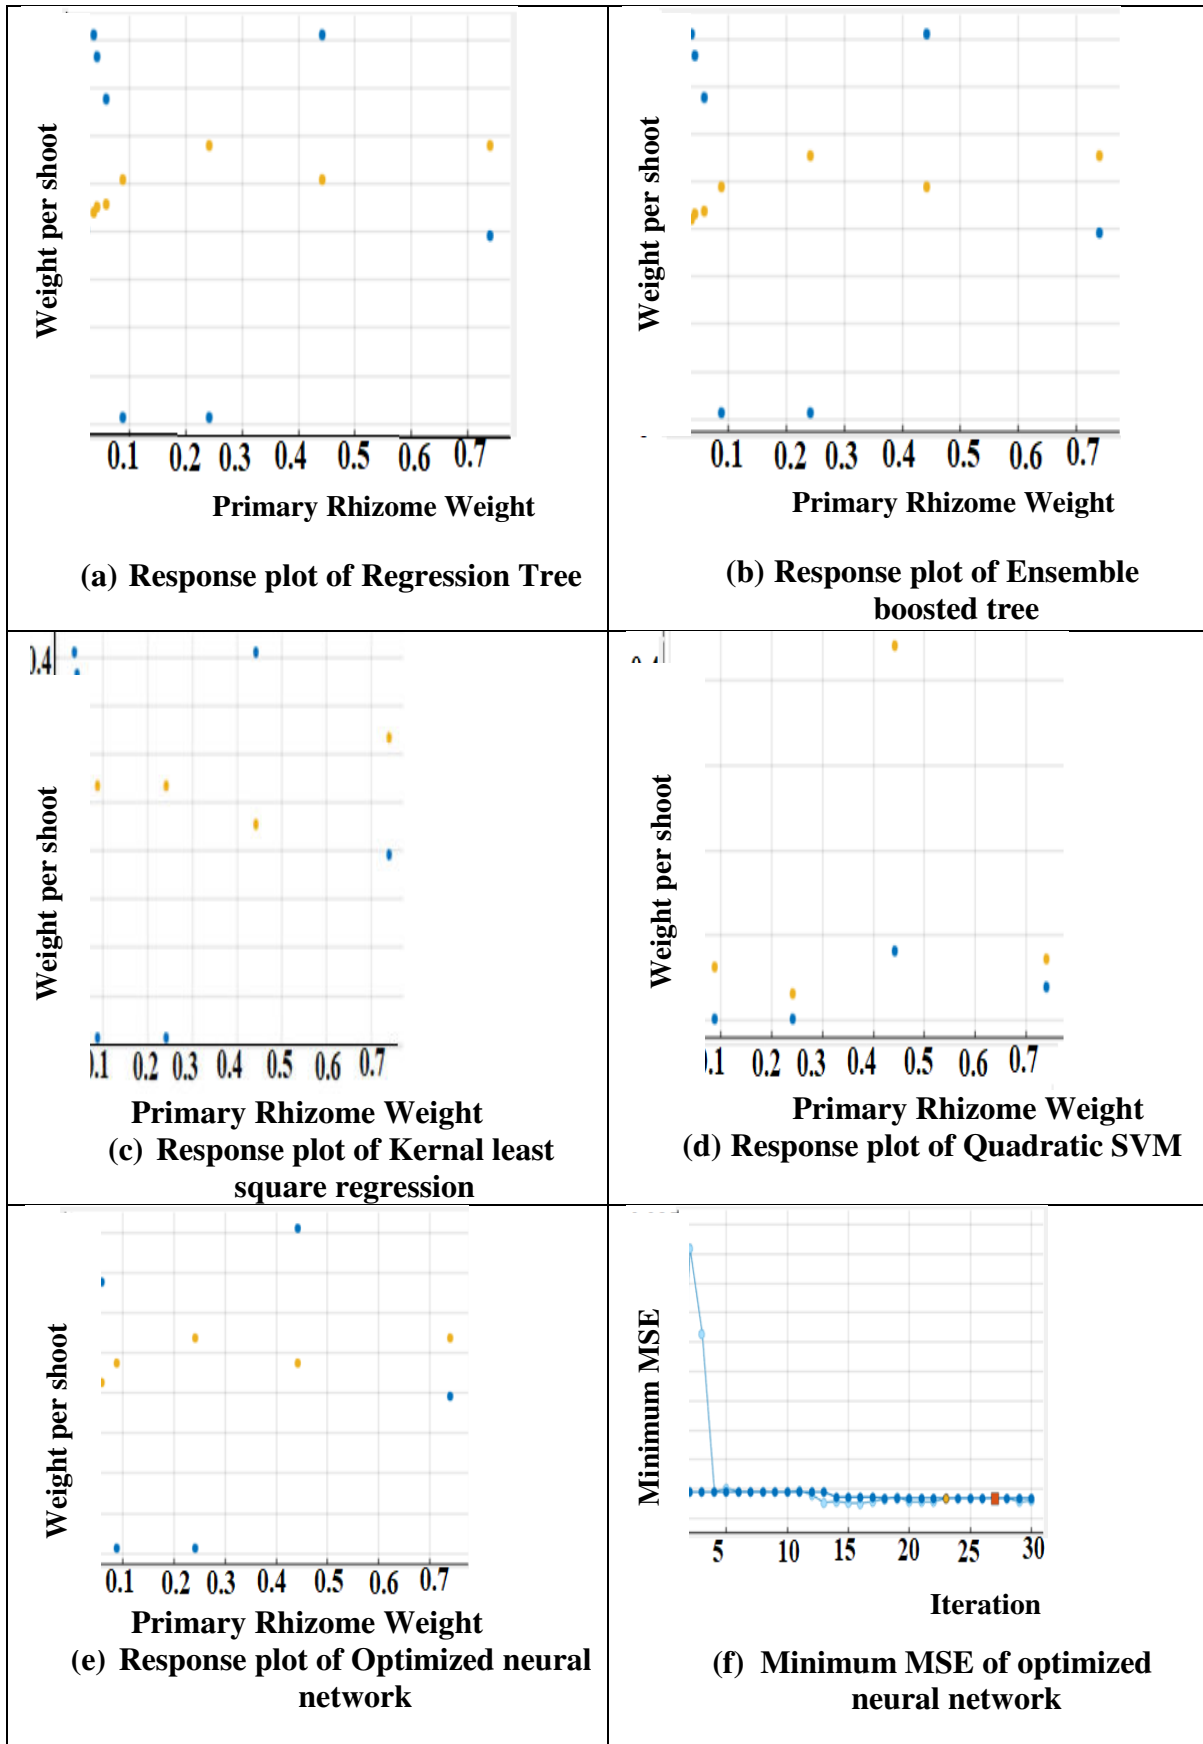 Weight per shoot
0.1 0.2 0.3 0.4 0.5 0.6 0.7
Primary Rhizome Weight
(a) Response plot of Regression Tree
Weight per shoot
0.1 0.2 0.3 0.4 0.5 0.6 0.7
Primary Rhizome Weight
(b) Response plot of Ensemble
boosted tree
0.4
Weight per shoot
0.1 0.2 0.3 0.4 0.5 0.6 0.7
Primary Rhizome Weight
(c) Response plot of Kernal least
square regression
Weight per shoot
.1 0.2 0.3 0.4 0.5 0.6 0.7
Primary Rhizome Weight
(d) Response plot of Quadratic SVM
Weight per shoot
0.1 0.2 0.3 0.4 0.5 0.6 0.7
Primary Rhizome Weight
(e) Response plot of Optimized neural
network
Minimum MSE
5 10 15 20 25 30
Iteration
(f) Minimum MSE of optimized
neural network